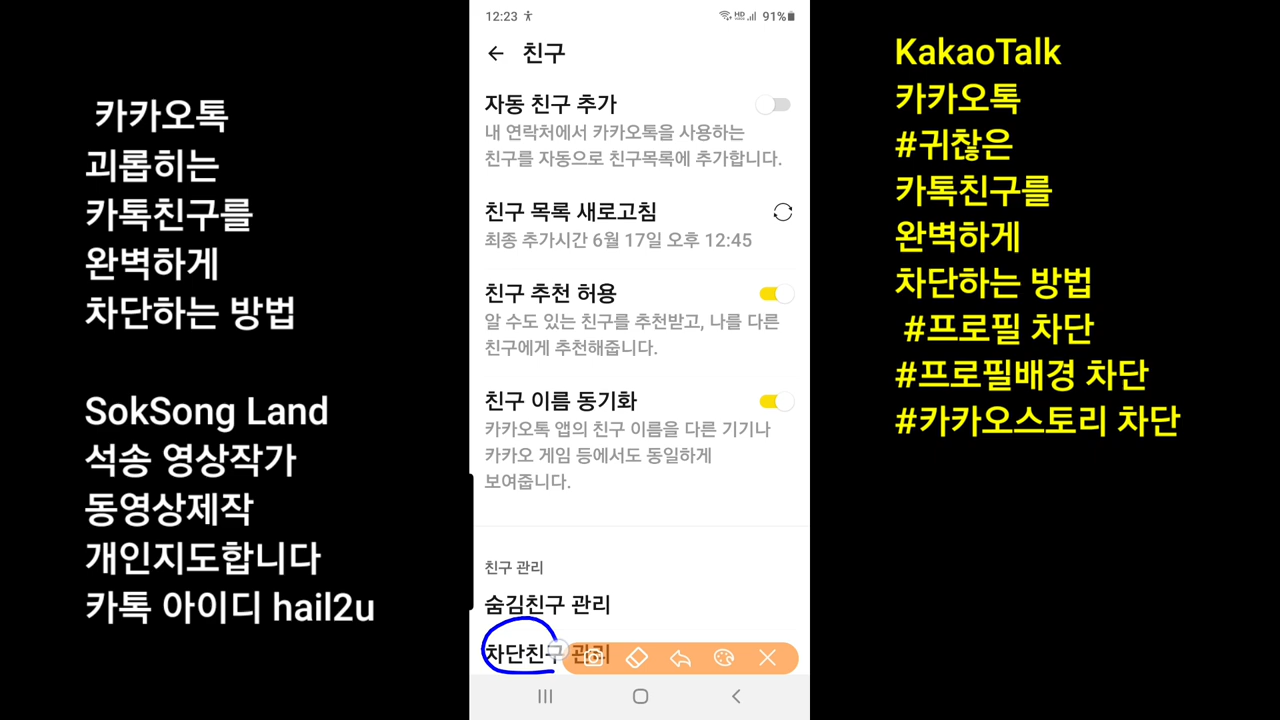 카카오톡
괴롭히는
카톡친구를
완벽하게
차단하는 방법
SokSong Land
석송 영상작가
동영상제작
개인지도합니다
카톡 아이디 hail2u
12:23
HD
91%
친구
자동 친구 추가
내 연락처에서 카카오톡을 사용하는
친구를 자동으로 친구목록에 추가합니다.
친구 목록 새로고침
최종 추가시간 6월 17일 오후 12:45
친구 추천 허용
알 수도 있는 친구를 추천받고, 나를 다른
친구에게 추천해줍니다.
친구 이름 동기화
카카오톡 앱의 친구 이름을 다른 기기나
카카오 게임 등에서도 동일하게
보여줍니다.
친구 관리
숨김친구 관리
차단친구 관리
KakaoTalk
카카오톡
#귀찮은
카톡친구를
완벽하게
차단하는 방법
#프로필 차단
#프로필배경 차단
#카카오스토리 차단